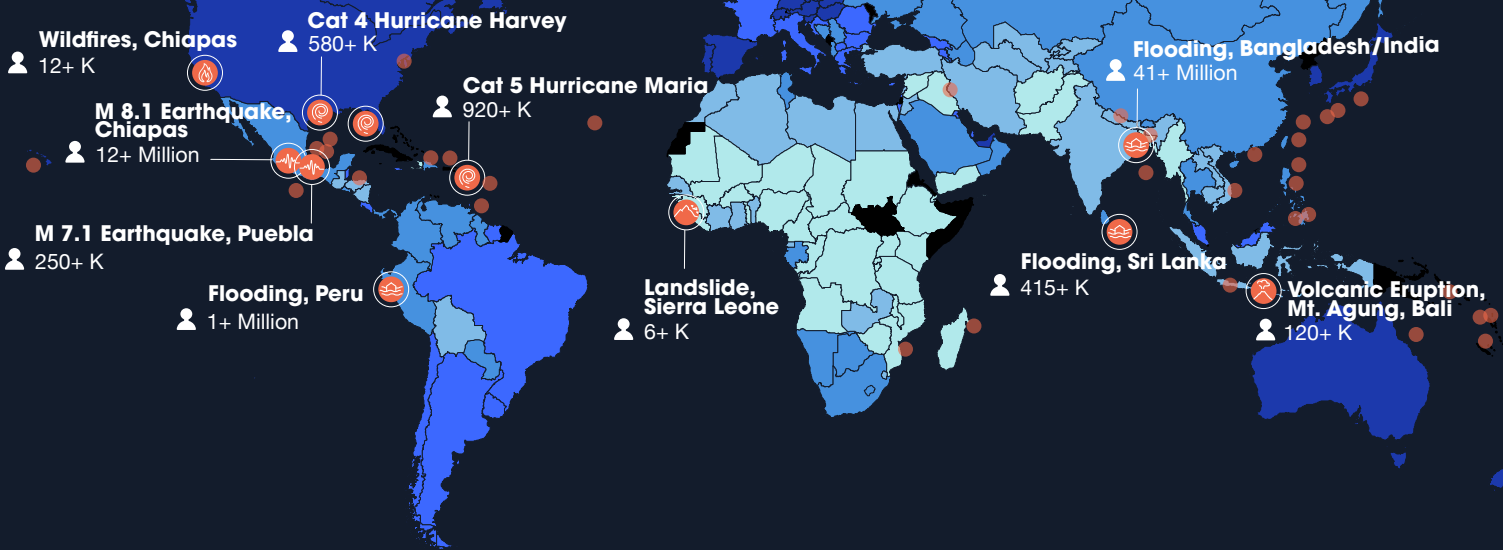 Cat 4 Hurricane Harvey
580+ K
Wildfires, Chiapas
12+ K
Flooding, Bangladesh/India
41+ Million
Cat 5 Hurricane Maria
920+ K
M 8.1 Earthquake,
Chiapas
12+ Million
M 7.1 Earthquake, Puebla
250+ K
Flooding, Peru
1+ Million
Landslide,
Sierra Leone
6+ K
Flooding, Sri Lanka
415+ K
Volcanic Eruption,
Mt. Agung, Bali
120+ K